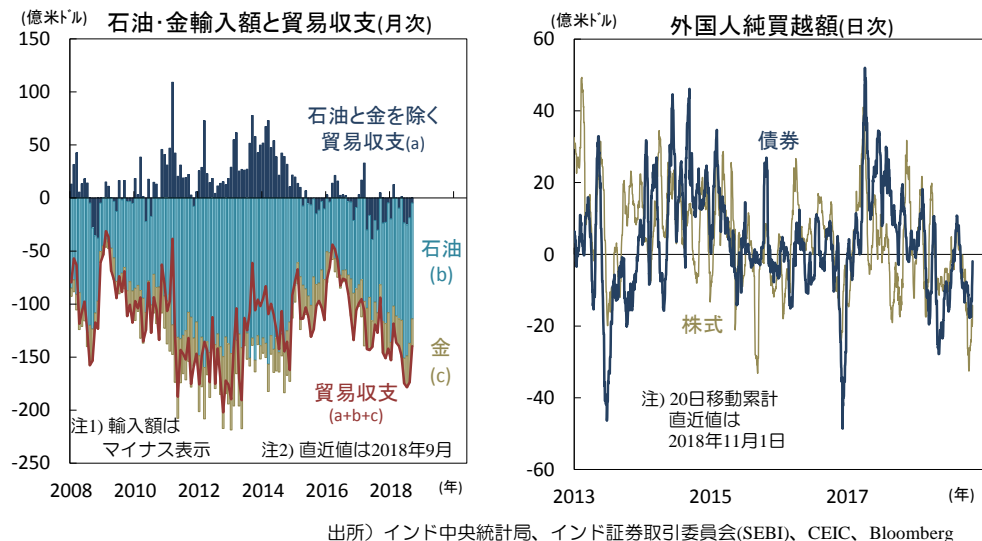 石油･金輸入額と貿易収支(月次)
(億米ﾄﾞﾙ)
150
100
50
0
-50
-100
-150
-200
-250
石油と金を除く
貿易収支(a)
石油
(b)
金
(c)
貿易収支
(a+b+c)
注1) 輸入額は
マイナス表示
注2) 直近値は2018年9月
2008 2010 2012 2014 2016 2018 (年)
外国人純買越額(日次)
(億米ﾄﾞﾙ)
60
40
20
0
-20
-40
-60
債券
株式
注) 20日移動累計
直近値は
2018年11月1日
2013 2015 2017 (年)
出所）インド中央統計局、インド証券取引委員会(SEBI)、CEIC、Bloomberg